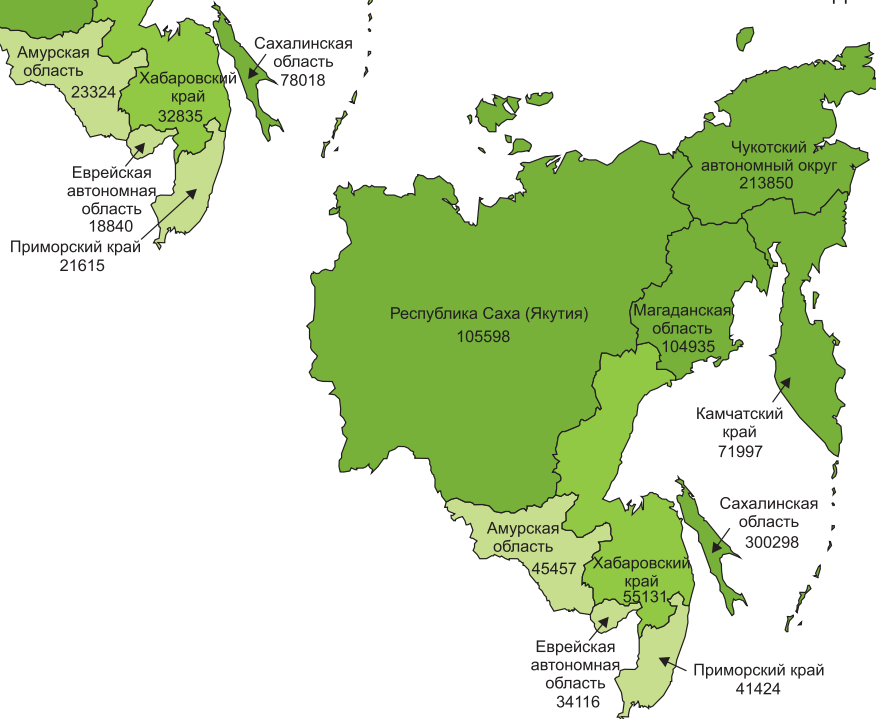 Амурская
область
23324
Хабаровский
край
32835
Сахалинская
область
78018
Еврейская
автономная
область
18840
Приморский край
21615
Чукотский
автономный округ
213850
Республика Саха (Якутия)
105598
Магаданская
область
104935
Камчатский
край
71997
Сахалинская
область
300298
Амурская
область
45457
Хабаровский
край
55131
Еврейская
автономная
область
34116
Приморский край
41424